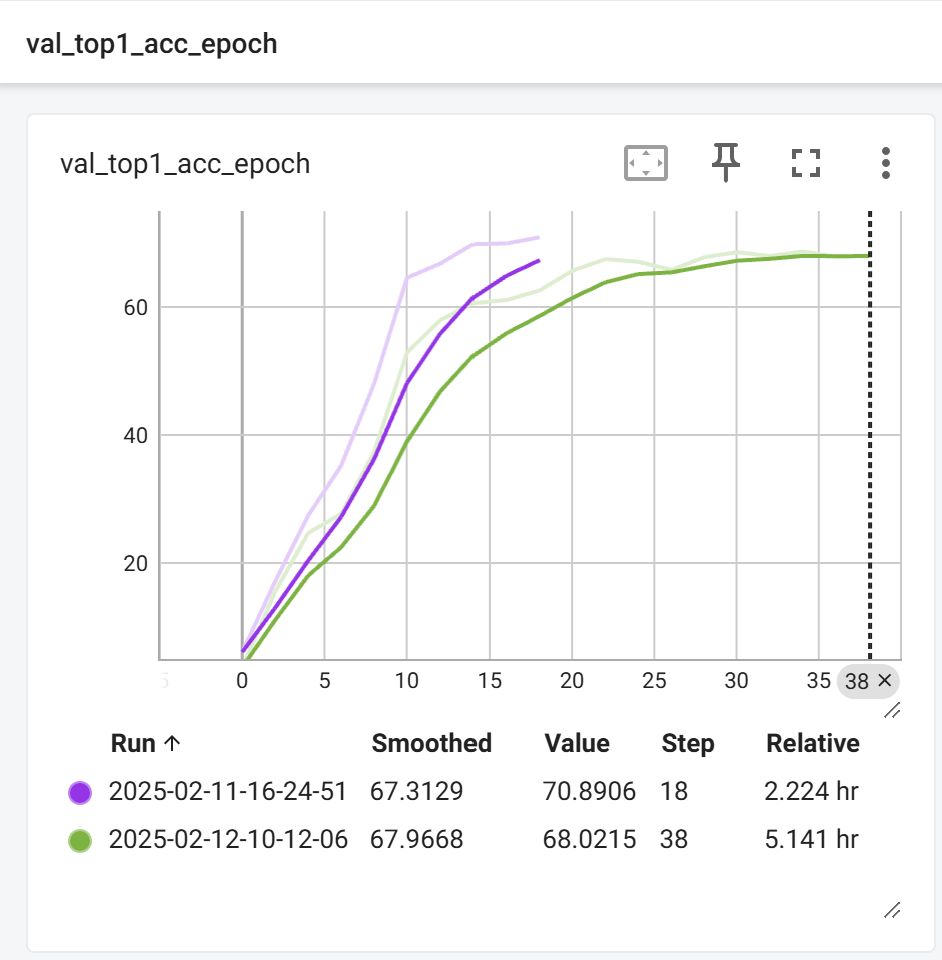 val_top1_acc_epoch
val_top1_acc_epoch
60
40
20
5 0 5 10 15 20 25 30 35 38 ×
Run ↑ Smoothed Value Step Relative
2025-02-11-16-24-51 67.3129 70.8906 18 2.224 hr
2025-02-12-10-12-06 67.9668 68.0215 38 5.141 hr